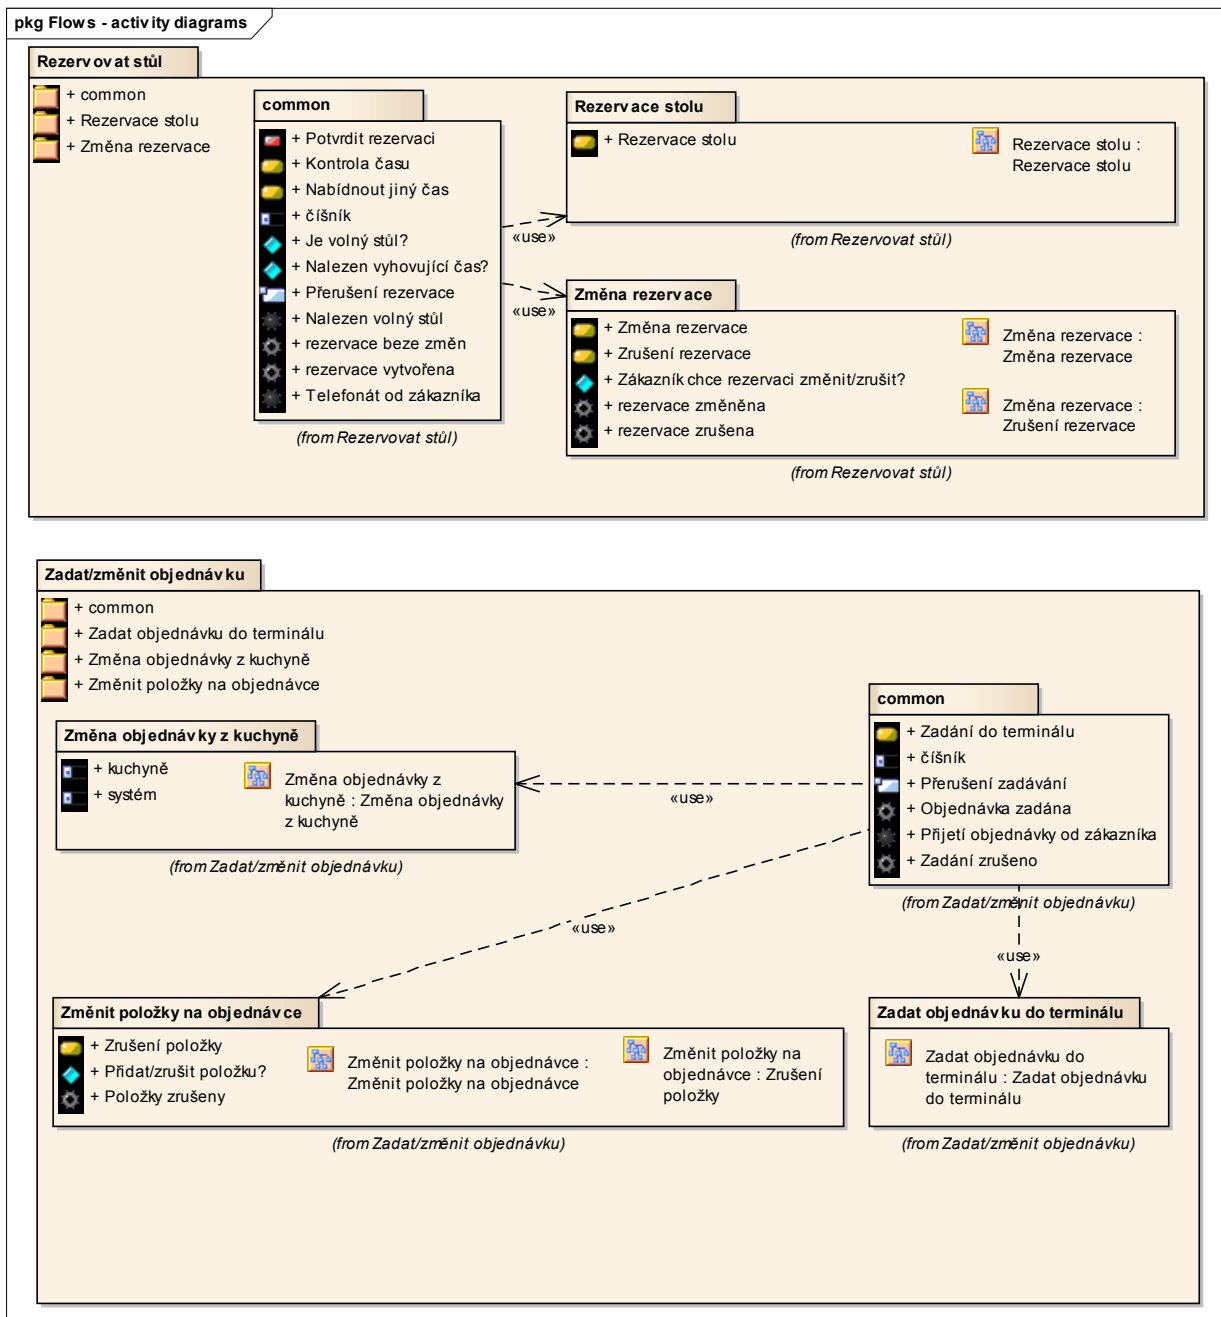 pkg Flows - activity diagrams
Rezervovat stůl
+ common
+ Rezervace stolu
+ Změna rezervace
common
+ Potvrdit rezervaci
+ Kontrola času
+ Nabídnout jiný čas
+ číšník
+ Je volný stůl?
+ Nalezen vyhovující čas?
+ Přerušení rezervace
+ Nalezen volný stůl
+ rezervace beze změn
+ rezervace vytvořena
+ Telefonát od zákazníka
(from Rezervovat stůl)
«use»
«use»
Rezervace stolu
+ Rezervace stolu
Rezervace stolu :
Rezervace stolu
(from Rezervovat stůl)
Změna rezervace
+ Změna rezervace
+ Zrušení rezervace
+ Zákazník chce rezervaci změnit/zrušit?
+ rezervace změněna
+ rezervace zrušena
Změna rezervace :
Změna rezervace
Změna rezervace :
Zrušení rezervace
(from Rezervovat stůl)
Zadat/změnit objednávku
+ common
+ Zadat objednávku do terminálu
+ Změna objednávky z kuchyně
+ Změnit položky na objednávce
Změna objednávky z kuchyně
+ kuchyně
+ systém
Změna objednávky z
kuchyně : Změna objednávky
z kuchyně
(from Zadat/změnit objednávku)
«use»
common
+ Zadání do terminálu
+ číšník
+ Přerušení zadávání
+ Objednávka zadána
+ Přijetí objednávky od zákazníka
+ Zadání zrušeno
(from Zadat/změnit objednávku)
«use»
«use»
Změnit položky na objednávce
+ Zrušení položky
+ Přidat/zrušit položku?
+ Položky zrušeny
Změnit položky na objednávce :
Změnit položky na objednávce
Změnit položky na
objednávce : Zrušení
položky
(from Zadat/změnit objednávku)
Zadat objednávku do terminálu
Zadat objednávku do
terminálu : Zadat objednávku
do terminálu
(from Zadat/změnit objednávku)